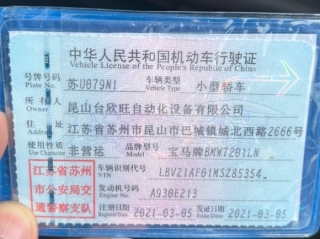 中华人民共和国机动车行驶证
Vehicle License of the People's Republic of China
号牌号码 Plate No. 苏U879N1 车辆类型 Vehicle Type 小型轿车
所有人 Owner 昆山台欣旺自动化设备有限公司
住址 Address 江苏省苏州市昆山市巴城镇城北西路2666号
使用性质 Use Character 非营运 品牌型号 Model 宝马牌BMW7201LN
江苏省苏州
市公安局交
通警察支队
车辆识别代号 VIN
发动机号码 Engine No. A930E213
注册日期 Register Date 2021-03-05 发证日期 Issue Date 2021-03-05